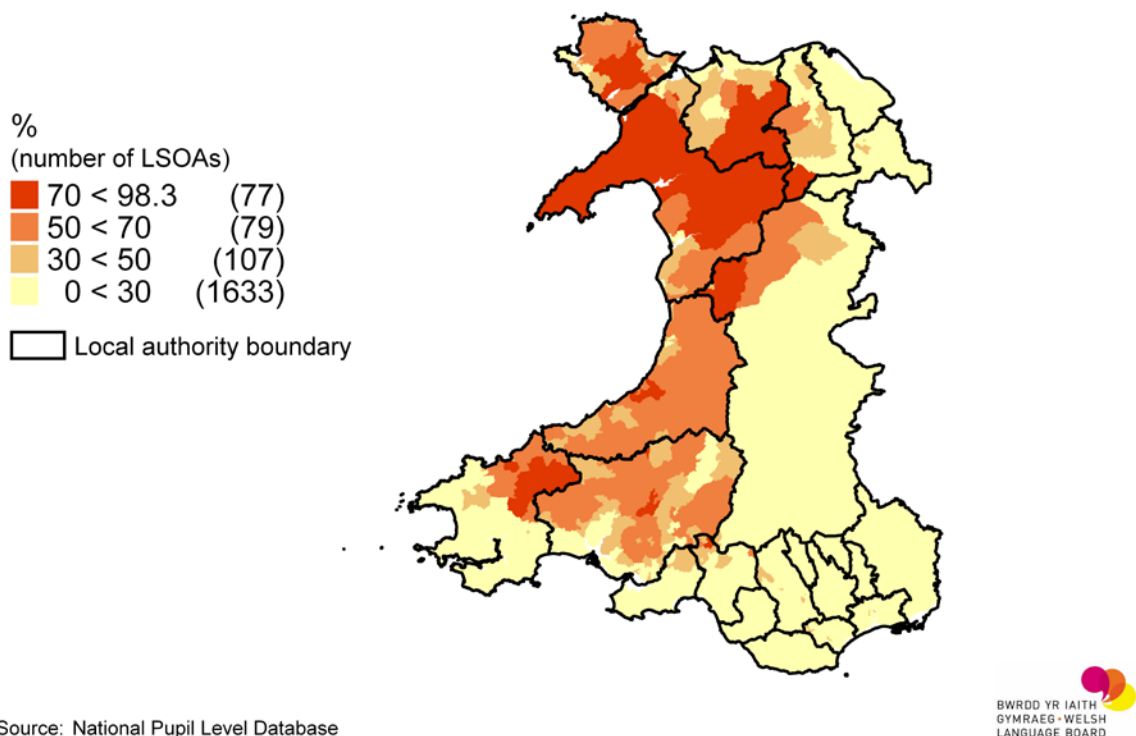 %
(number of LSOAs)
70 < 98.3 (77)
50 < 70 (79)
30 < 50 (107)
0 < 30 (1633)
Local authority boundary
Source: National Pupil Level Database
BWRDD YR IAITH
GYMRAEG • WELSH
LANGUAGE BOARD